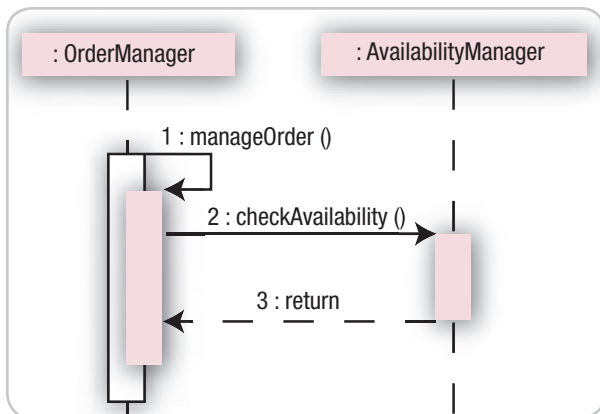 : OrderManager
: AvailabilityManager
1 : manageOrder ()
2 : checkAvailability ()
3 : return